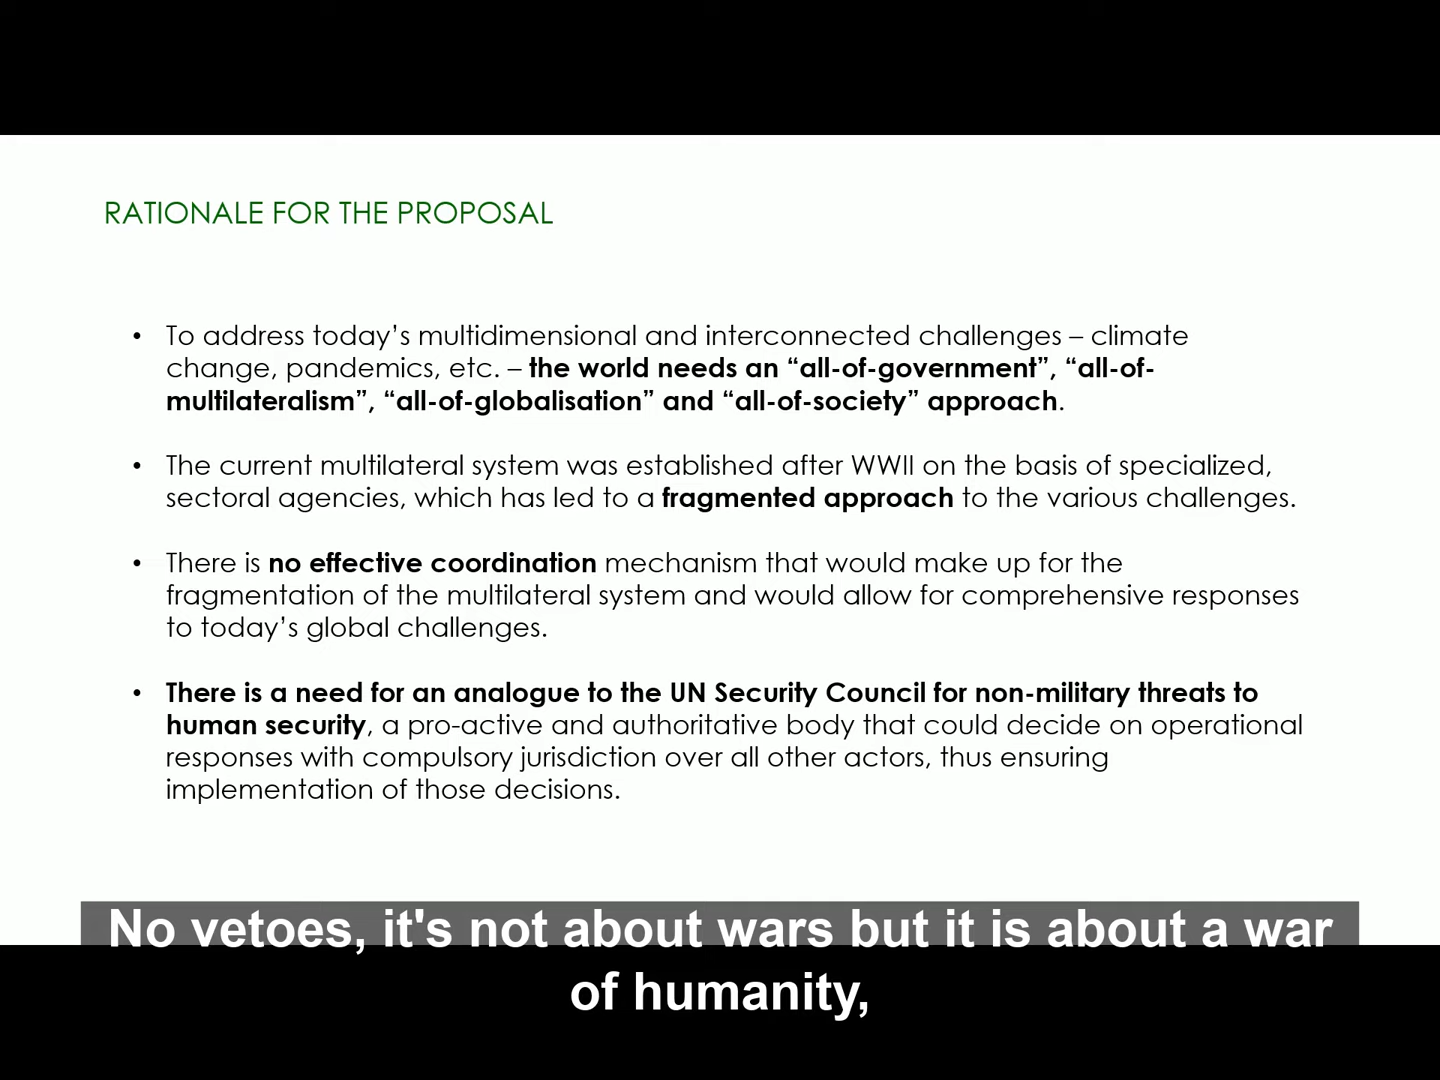 RATIONALE FOR THE PROPOSAL
• To address today’s multidimensional and interconnected challenges – climate
change, pandemics, etc. – the world needs an “all-of-government”, “all-of-
multilateralism”, “all-of-globalisation” and “all-of-society” approach.
• The current multilateral system was established after WWII on the basis of specialized,
sectoral agencies, which has led to a fragmented approach to the various challenges.
• There is no effective coordination mechanism that would make up for the
fragmentation of the multilateral system and would allow for comprehensive responses
to today’s global challenges.
• There is a need for an analogue to the UN Security Council for non-military threats to
human security, a pro-active and authoritative body that could decide on operational
responses with compulsory jurisdiction over all other actors, thus ensuring
implementation of those decisions.
No vetoes, it's not about wars but it is about a war
of humanity,